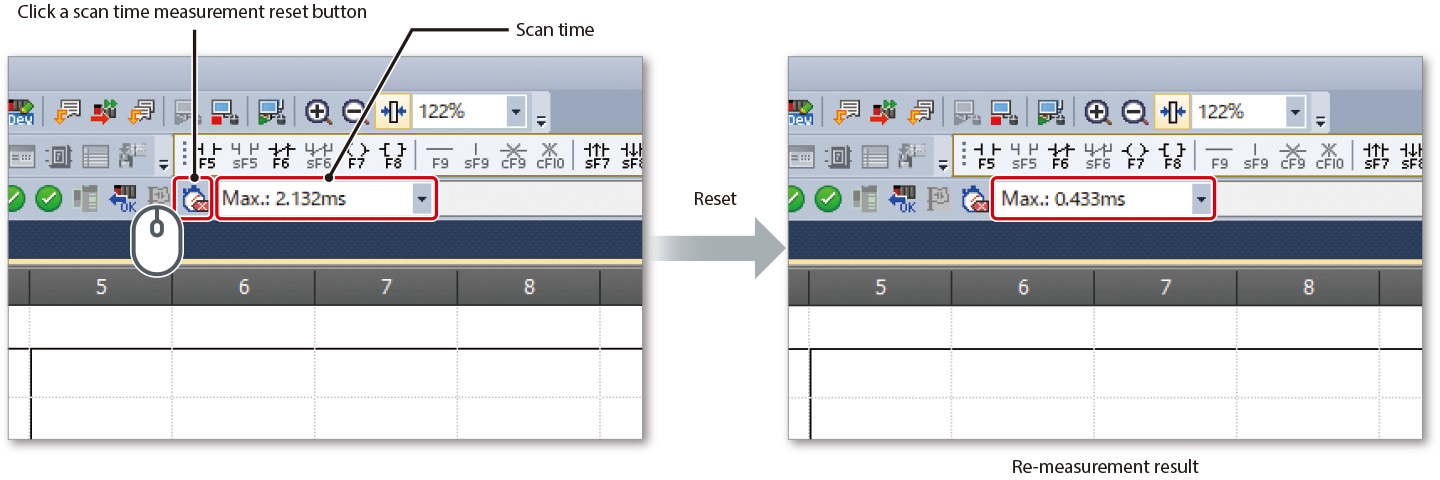 Click a scan time measurement reset button
Scan time
Dev
122%
F5 sF5 F6 sF6 F7 F8 F9 sF9 cF9 cF10 sF7 sF8
OK
Max.: 2.132ms
5 6 7 8
Reset
Dev
122%
F5 sF5 F6 sF6 F7 F8 F9 sF9 cF9 cF10 sF7
OK
Max.: 0.433ms
5 6 7 8
Re-measurement result